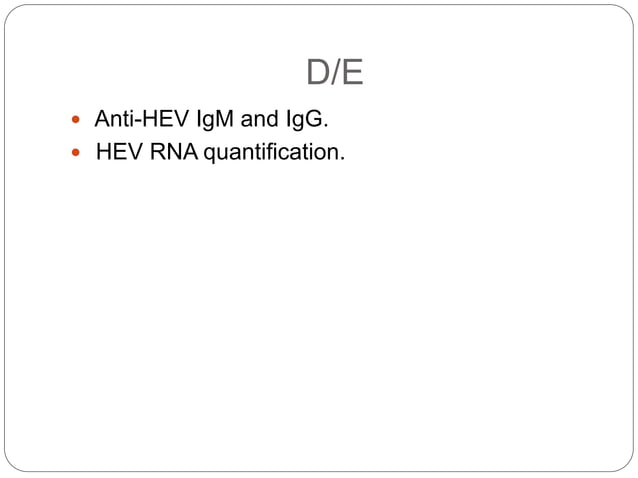 D/E
• Anti-HEV IgM and IgG.
• HEV RNA quantification.